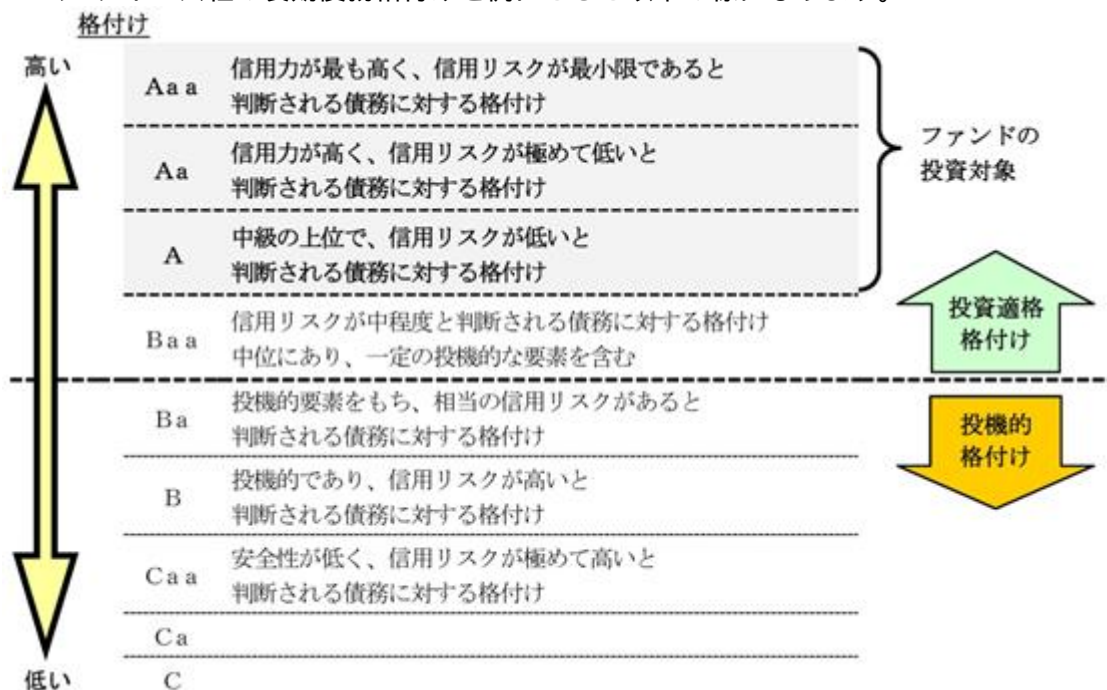 格付け
高い
Aaa
信用力が最も高く、信用リスクが最小限であると
判断される債務に対する格付け
Aa
信用力が高く、信用リスクが極めて低いと
判断される債務に対する格付け
A
中級の上位で、信用リスクが低いと
判断される債務に対する格付け
ファンドの
投資対象
Baa
信用リスクが中程度と判断される債務に対する格付け
中位にあり、一定の投機的な要素を含む
投資適格
格付け
Ba
投機的要素をもち、相当の信用リスクがあると
判断される債務に対する格付け
投機的
格付け
B
投機的であり、信用リスクが高いと
判断される債務に対する格付け
Caa
安全性が低く、信用リスクが極めて高いと
判断される債務に対する格付け
Ca
低い
C